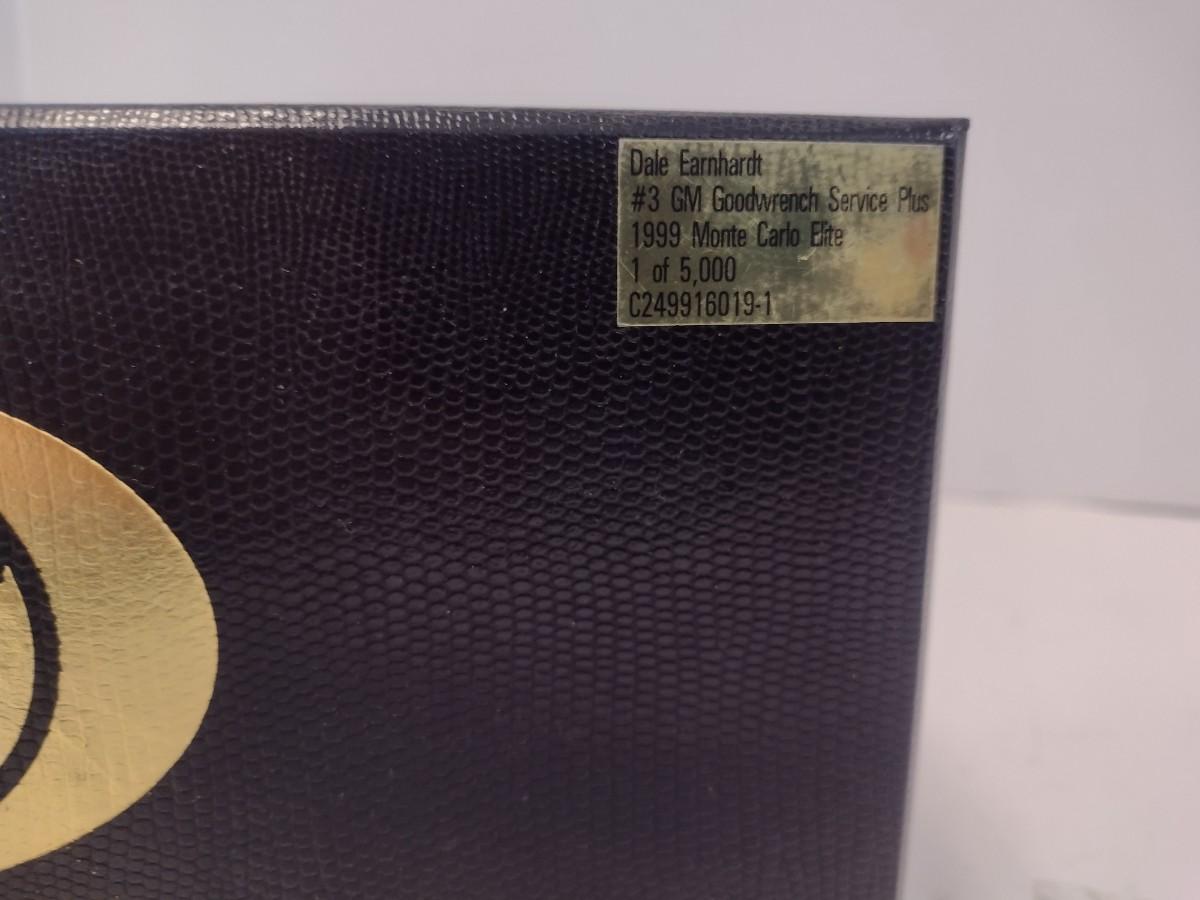 Dale Earnhardt
#3 GM Goodwrench Service Plus
1999 Monte Carlo Elite
1 of 5,000
C249916019-1